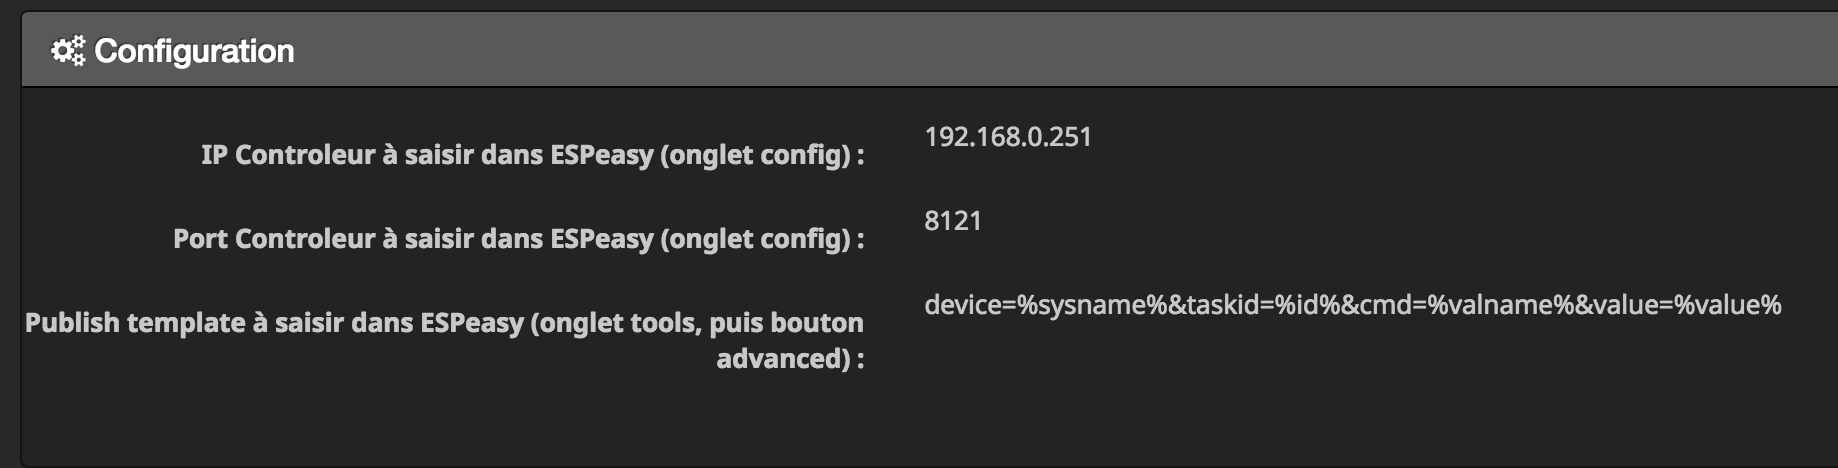 Configuration
IP Controleur à saisir dans ESPeasy (onglet config) :
192.168.0.251
Port Controleur à saisir dans ESPeasy (onglet config) :
8121
Publish template à saisir dans ESPeasy (onglet tools, puis bouton
advanced) :
device=%sysname%&taskid=%id%&cmd=%valname%&value=%value%